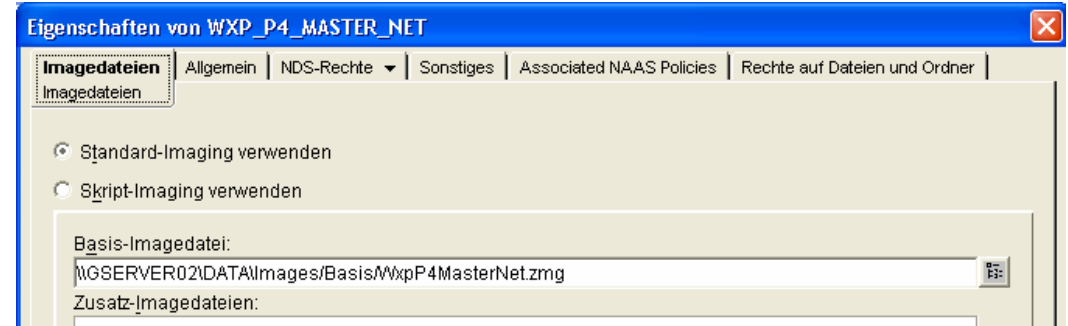 Eigenschaften von WXP_P4_MASTER_NET
Imagedateien Allgemein NDS-Rechte Sonstiges Associated NAAS Policies Rechte auf Dateien und Ordner
Imagedateien
Standard-Imaging verwenden
Skript-Imaging verwenden
Basis-Imagedatei:
\\GSERVER02\DATA\Images/Basis/WxpP4MasterNet.zmg
Zusatz-Imagedateien: